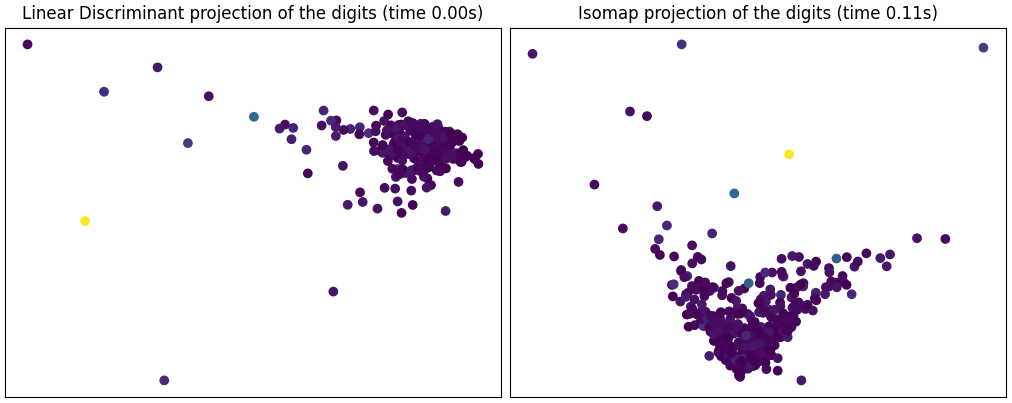 Linear Discriminant projection of the digits (time 0.00s)
Isomap projection of the digits (time 0.11s)